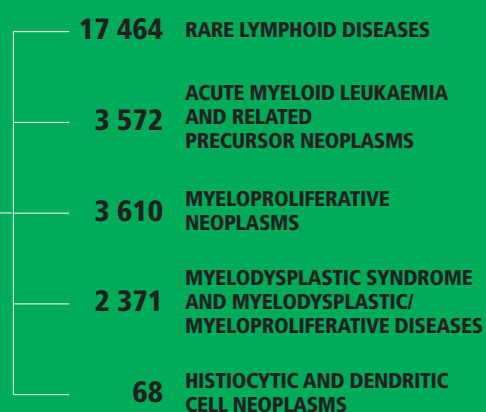 17 464 RARE LYMPHOID DISEASES
3 572 ACUTE MYELOID LEUKAEMIA
AND RELATED
PRECURSOR NEOPLASMS
3 610 MYELOPROLIFERATIVE
NEOPLASMS
2 371 MYELODYSPLASTIC SYNDROME
AND MYELODYSPLASTIC/
MYELOPROLIFERATIVE DISEASES
68 HISTIOCYTIC AND DENDRITIC
CELL NEOPLASMS